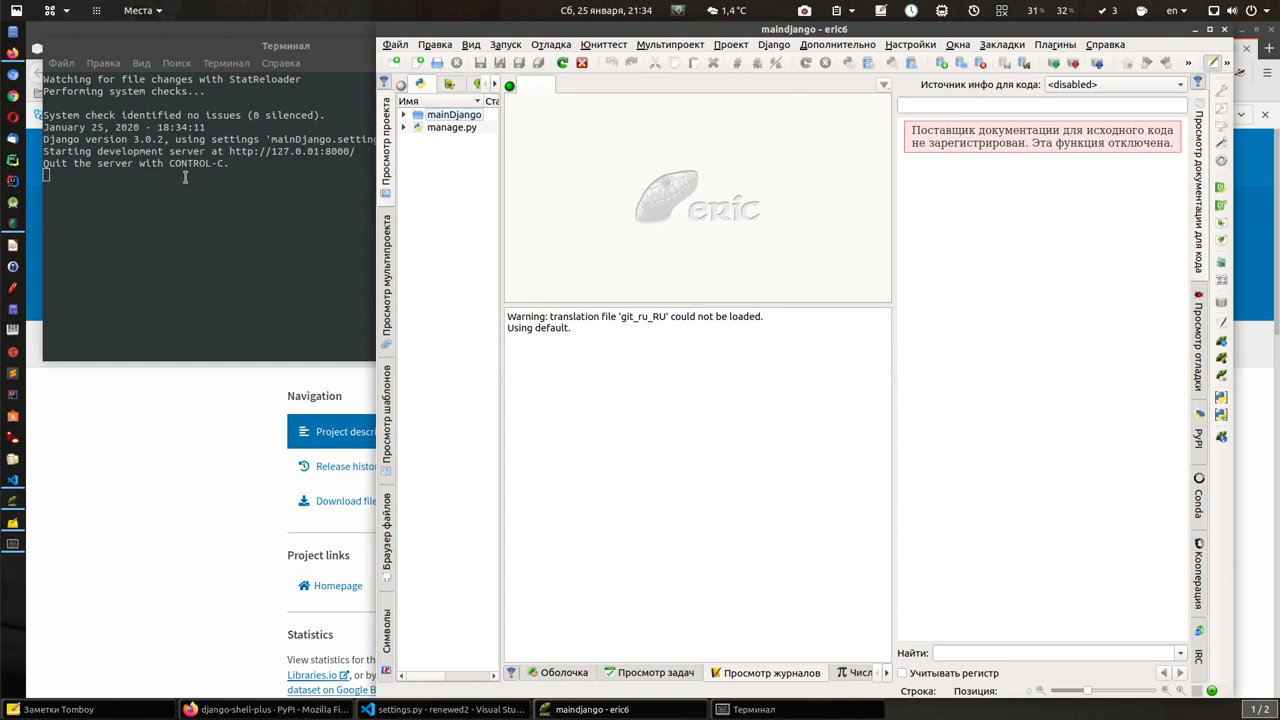 Места
Сб, 25 января, 21:34
1,4°C
31%
32%
3
en
Терминал
Файл Правка Вид Поиск Терминал Справка
Watching for file changes with StatReloader
Performing system checks...
System check identified no issues (0 silenced).
January 25, 2020 - 18:34:11
Django version 3.0.2, using settings 'mainDjango.setting
Starting development server at http://127.0.01:8000/
Quit the server with CONTROL-C.
maindjango - eric6
Файл Правка Вид Запуск Отладка Юниттест Мультипроект Проект Django Дополнительно Настройки Окна Закладки Плагины Справка
Просмотр проекта
Просмотр мультипроекта
Просмотр шаблонов
Браузер файлов
Символы
Имя Ста
mainDjango
manage.py
eric
Warning: translation file 'git_ru_RU' could not be loaded.
Using default.
Источник инфо для кода: <disabled>
Поставщик документации для исходного кода
не зарегистрирован. Эта функция отключена.
Просмотр документации для кода
Просмотр отладки
PyPI
Conda
Кооперация
IRC
Найти:
Учитывать регистр
Оболочка Просмотр задач Просмотр журналов Числ
Строка: Позиция: 0
Navigation
Project descri
Release histo
Download file
Project links
Homepage
Statistics
View statistics for th
Libraries.io , or by
dataset on Google B
Заметки Tomboy
django-shell-plus · PyPI - Mozilla Fi...
settings.py - renewed2 - Visual Stu...
maindjango - eric6
Терминал
1 / 2